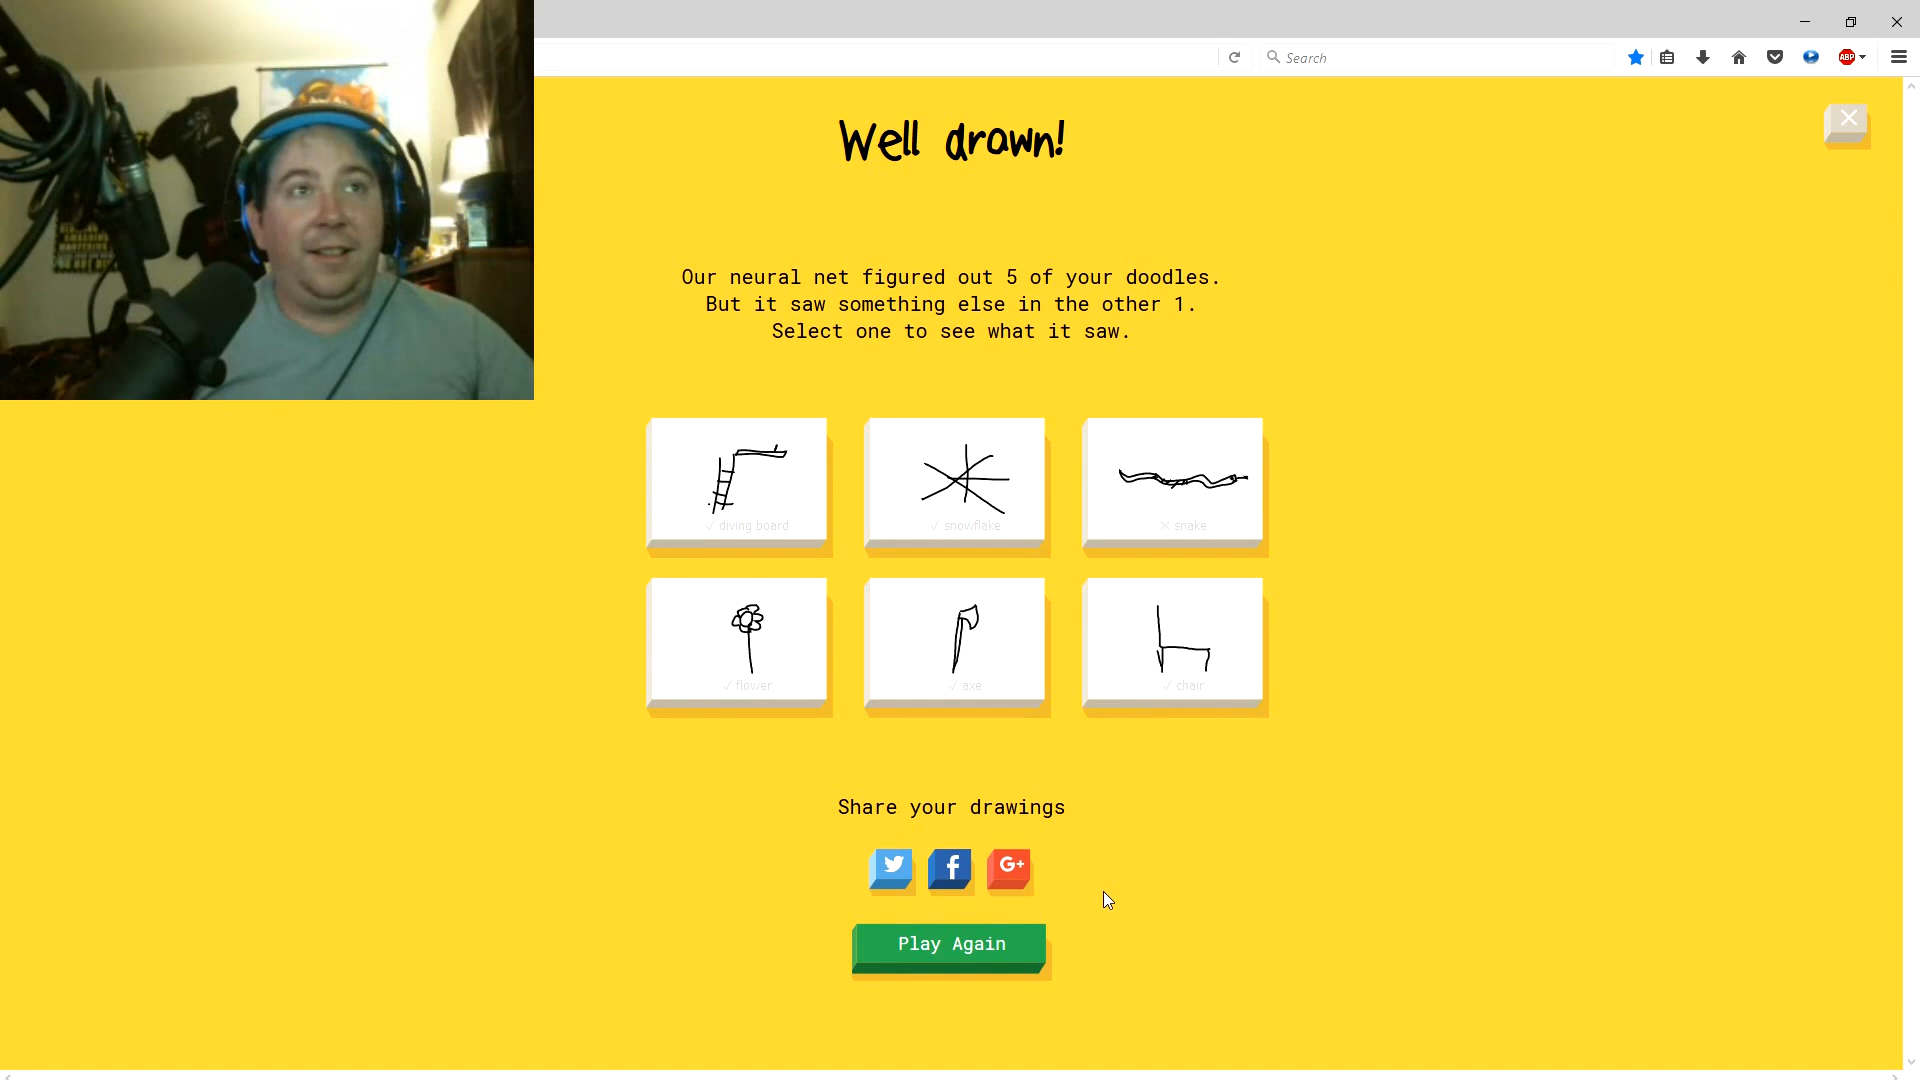 Search
ABP
Well drawn!
Our neural net figured out 5 of your doodles.
But it saw something else in the other 1.
Select one to see what it saw.
✓ diving board
✓ snowflake
✕ snake
✓ flower
✓ axe
✓ chair
Share your drawings
f
G+
Play Again